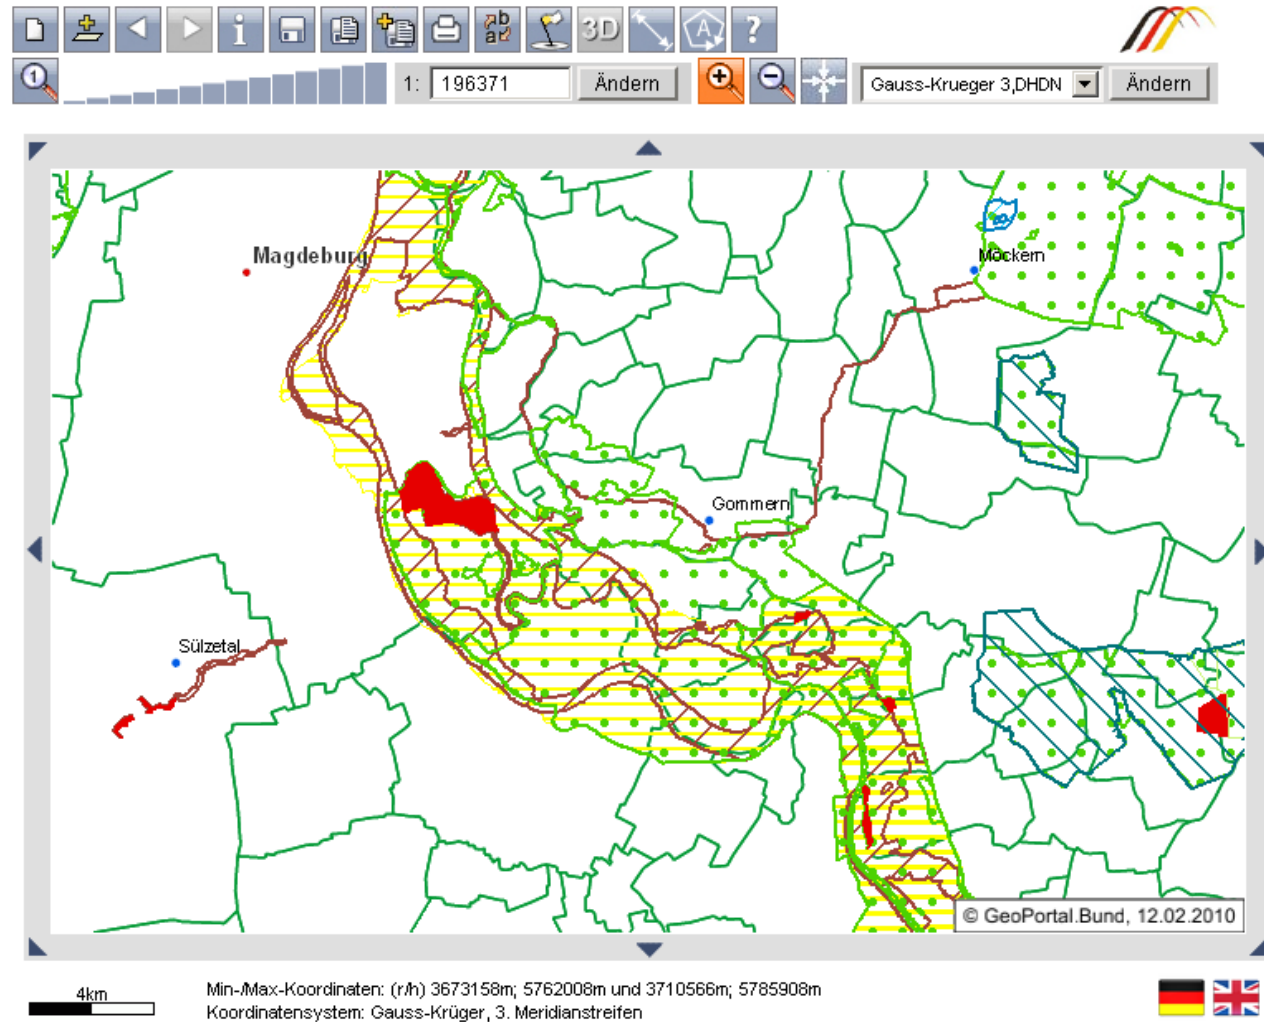 b
a
3D
A
?
1
1: 196371 Ändern
Gauss-Krueger 3,DHDN Ändern
Magdeburg
Möckern
Gommern
Sülzetal
© GeoPortal.Bund, 12.02.2010
4km
Min-/Max-Koordinaten: (r/h) 3673158m; 5762008m und 3710566m; 5785908m
Koordinatensystem: Gauss-Krüger, 3. Meridianstreifen